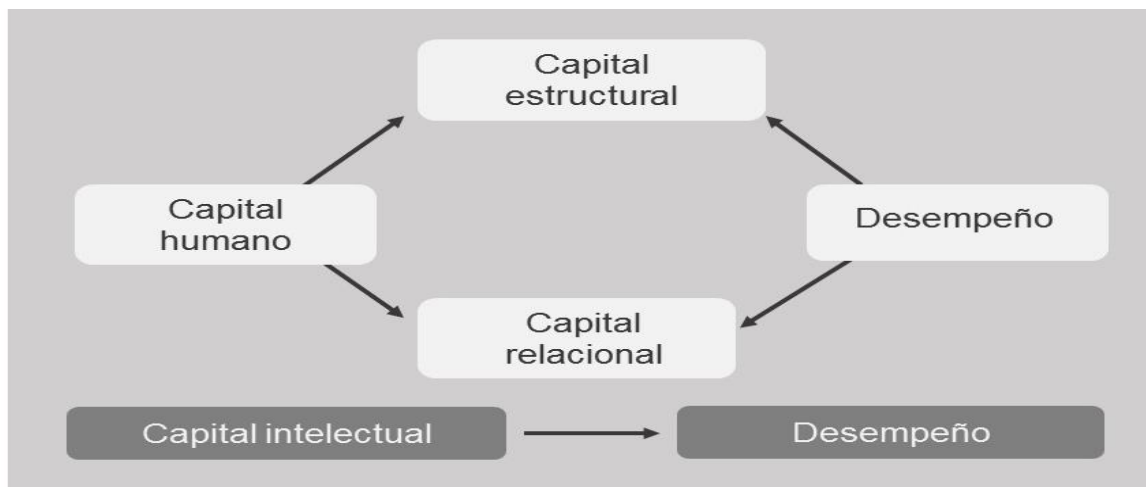 Capital
estructural
Capital
humano
Desempeño
Capital
relacional
Capital intelectual
Desempeño